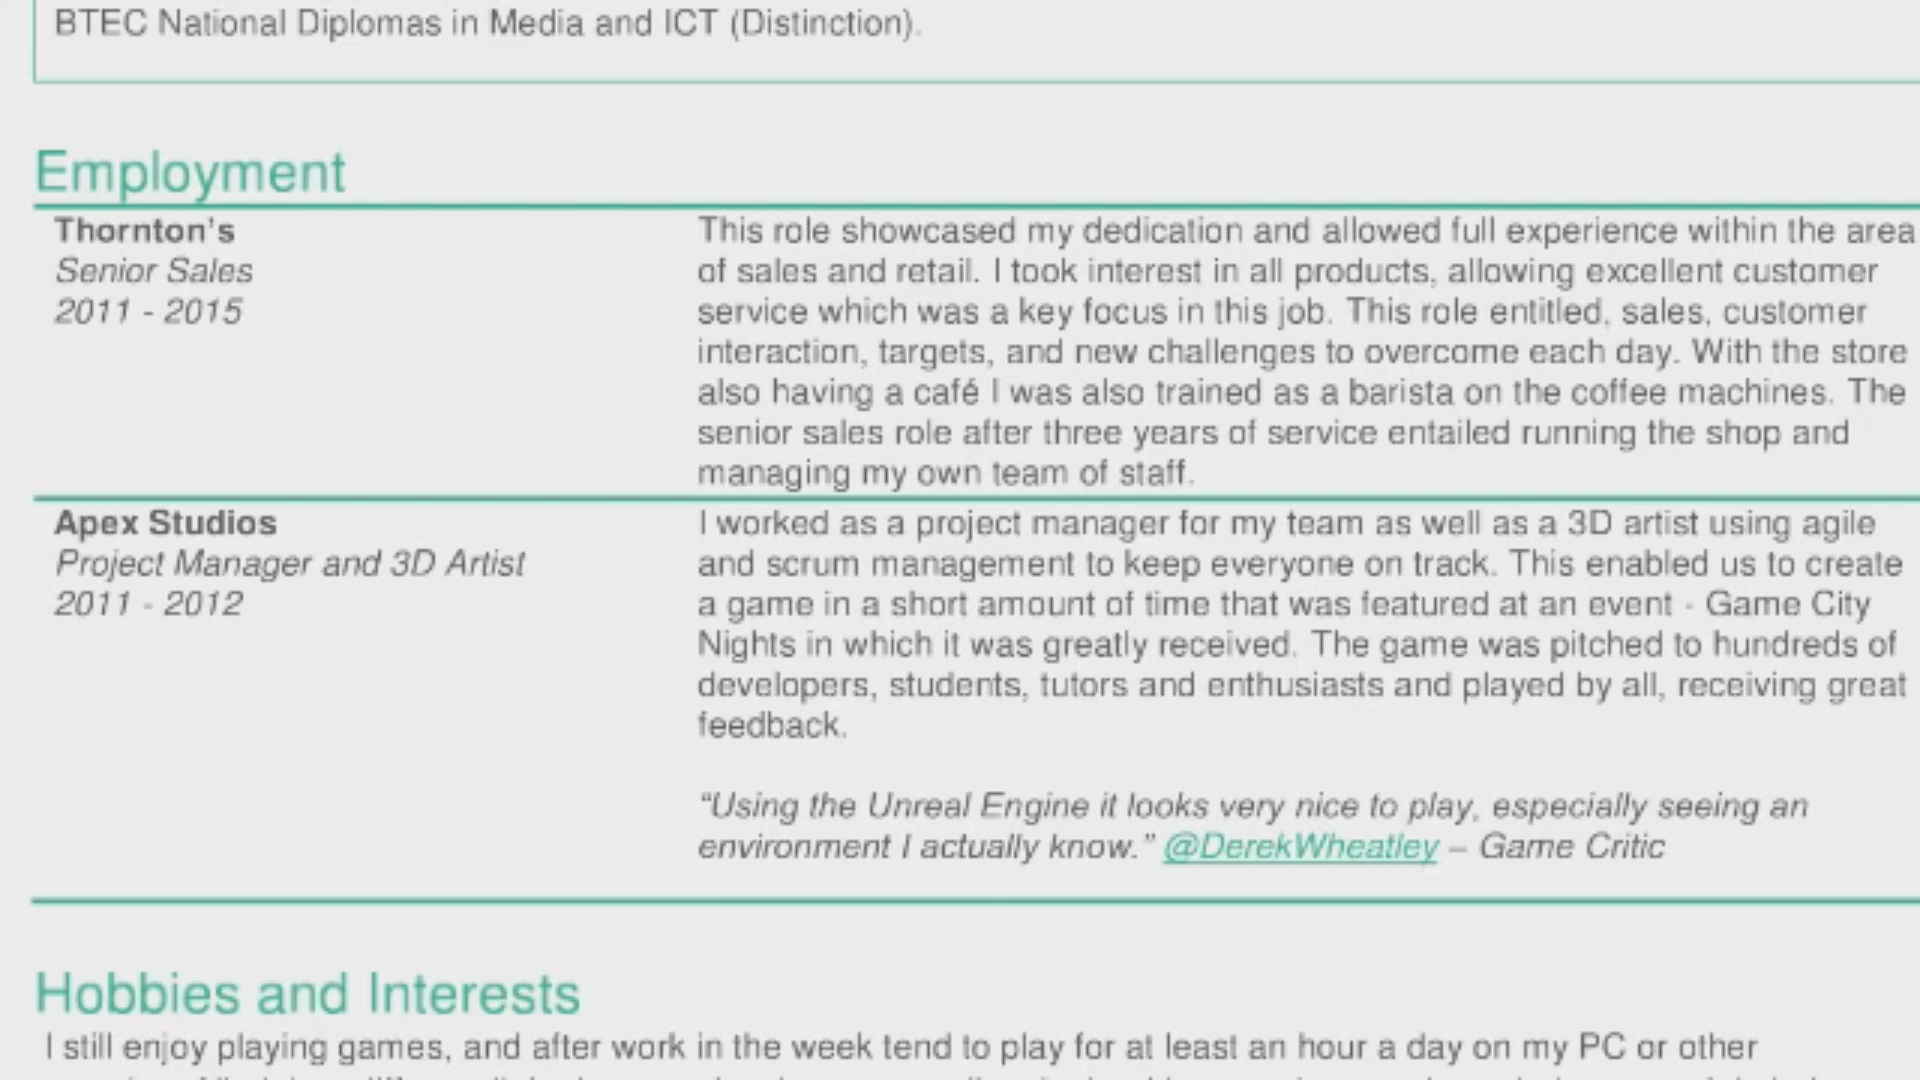 BTEC National Diplomas in Media and ICT (Distinction).
Employment
Thornton's
Senior Sales
2011 - 2015
This role showcased my dedication and allowed full experience within the area
of sales and retail. I took interest in all products, allowing excellent customer
service which was a key focus in this job. This role entitled, sales, customer
interaction, targets, and new challenges to overcome each day. With the store
also having a café I was also trained as a barista on the coffee machines. The
senior sales role after three years of service entailed running the shop and
managing my own team of staff.
Apex Studios
Project Manager and 3D Artist
2011 - 2012
I worked as a project manager for my team as well as a 3D artist using agile
and scrum management to keep everyone on track. This enabled us to create
a game in a short amount of time that was featured at an event - Game City
Nights in which it was greatly received. The game was pitched to hundreds of
developers, students, tutors and enthusiasts and played by all, receiving great
feedback.
“Using the Unreal Engine it looks very nice to play, especially seeing an
environment I actually know.” @DerekWheatley – Game Critic
Hobbies and Interests
I still enjoy playing games, and after work in the week tend to play for at least an hour a day on my PC or other